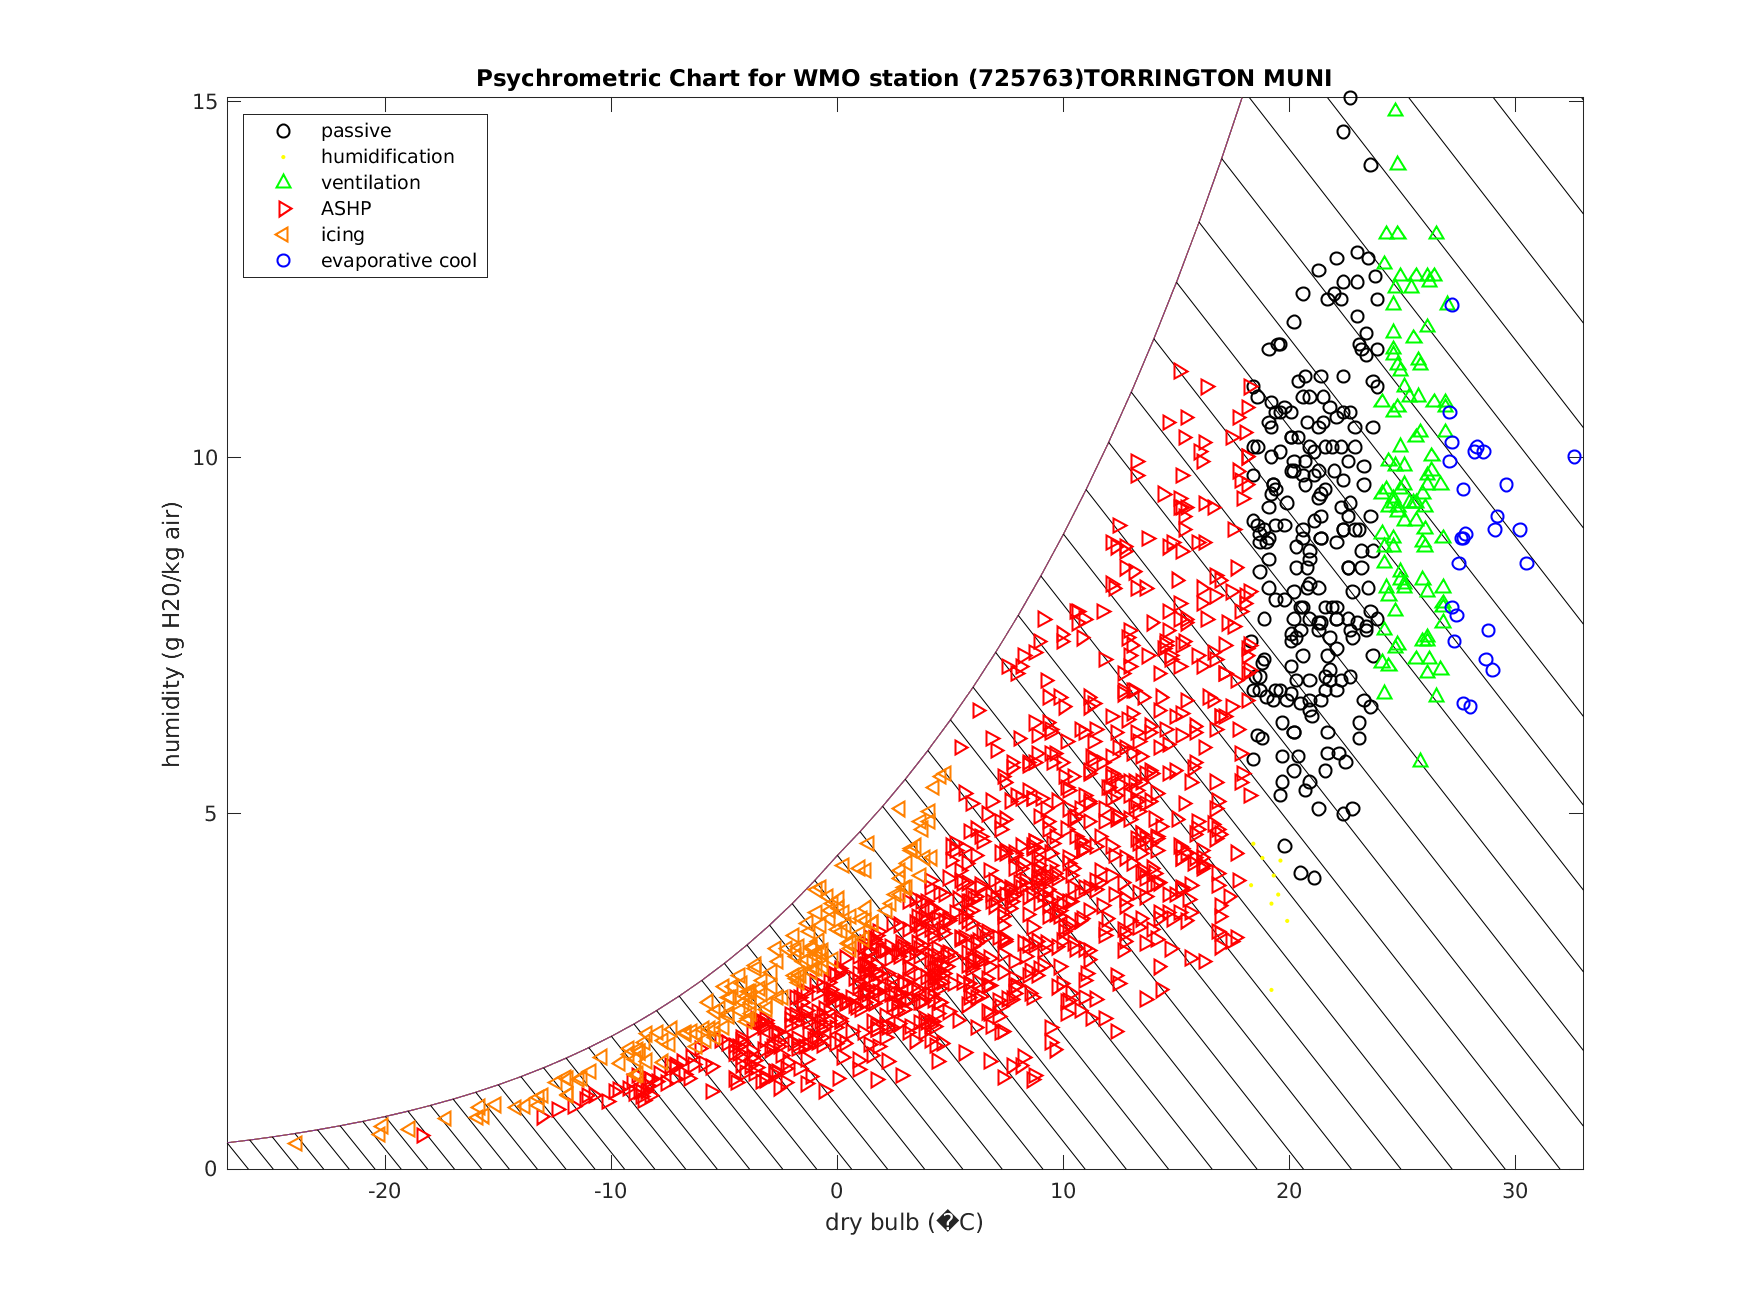 Psychrometric Chart for WMO station (725763)TORRINGTON MUNI
passive
humidification
ventilation
ASHP
icing
evaporative cool
humidity (g H20/kg air)
15
10
5
0
-20 -10 0 10 20 30
dry bulb (�C)